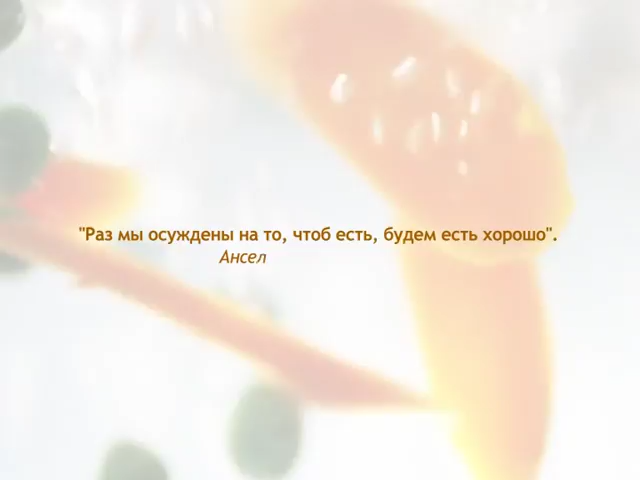 "Раз мы осуждены на то, чтоб есть, будем есть хорошо".
Ансел